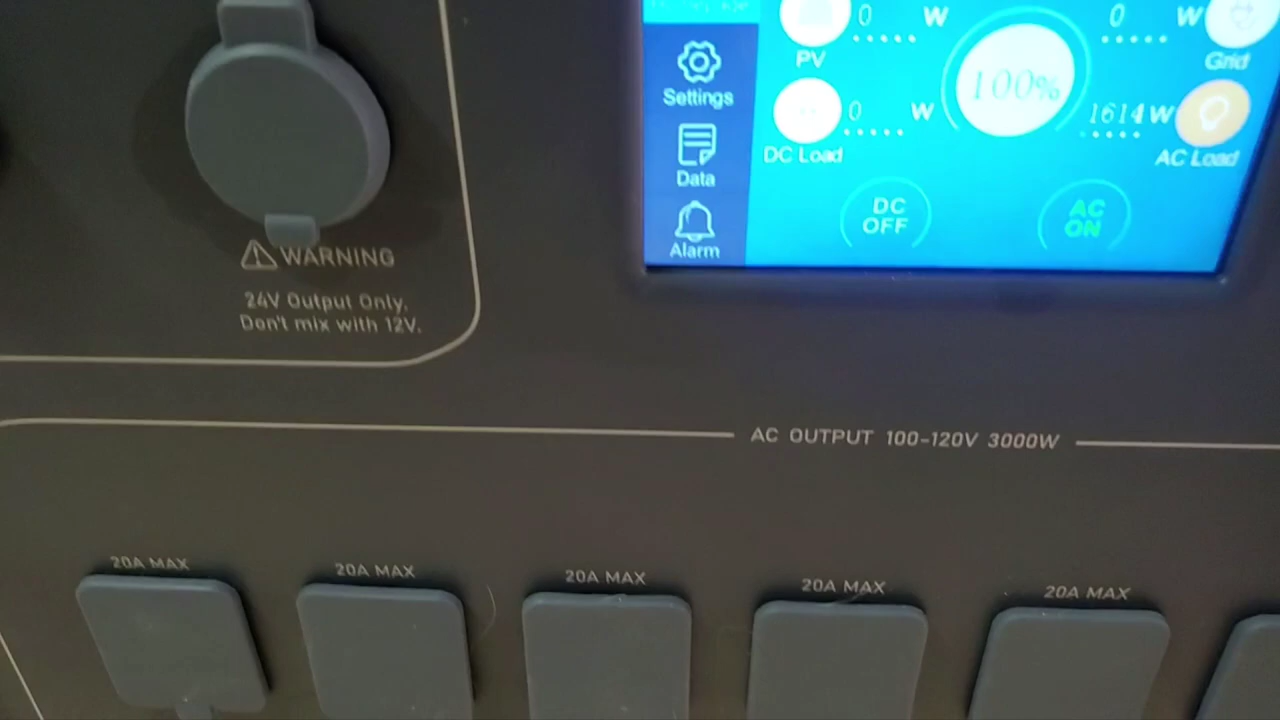 0 W
PV
0 W
Grid
Settings
100%
0 W
DC Load
1614 W
AC Load
Data
DC
OFF
AC
ON
Alarm
WARNING
24V Output Only.
Don't mix with 12V.
AC OUTPUT 100-120V 3000W
20A MAX
20A MAX
20A MAX
20A MAX
20A MAX